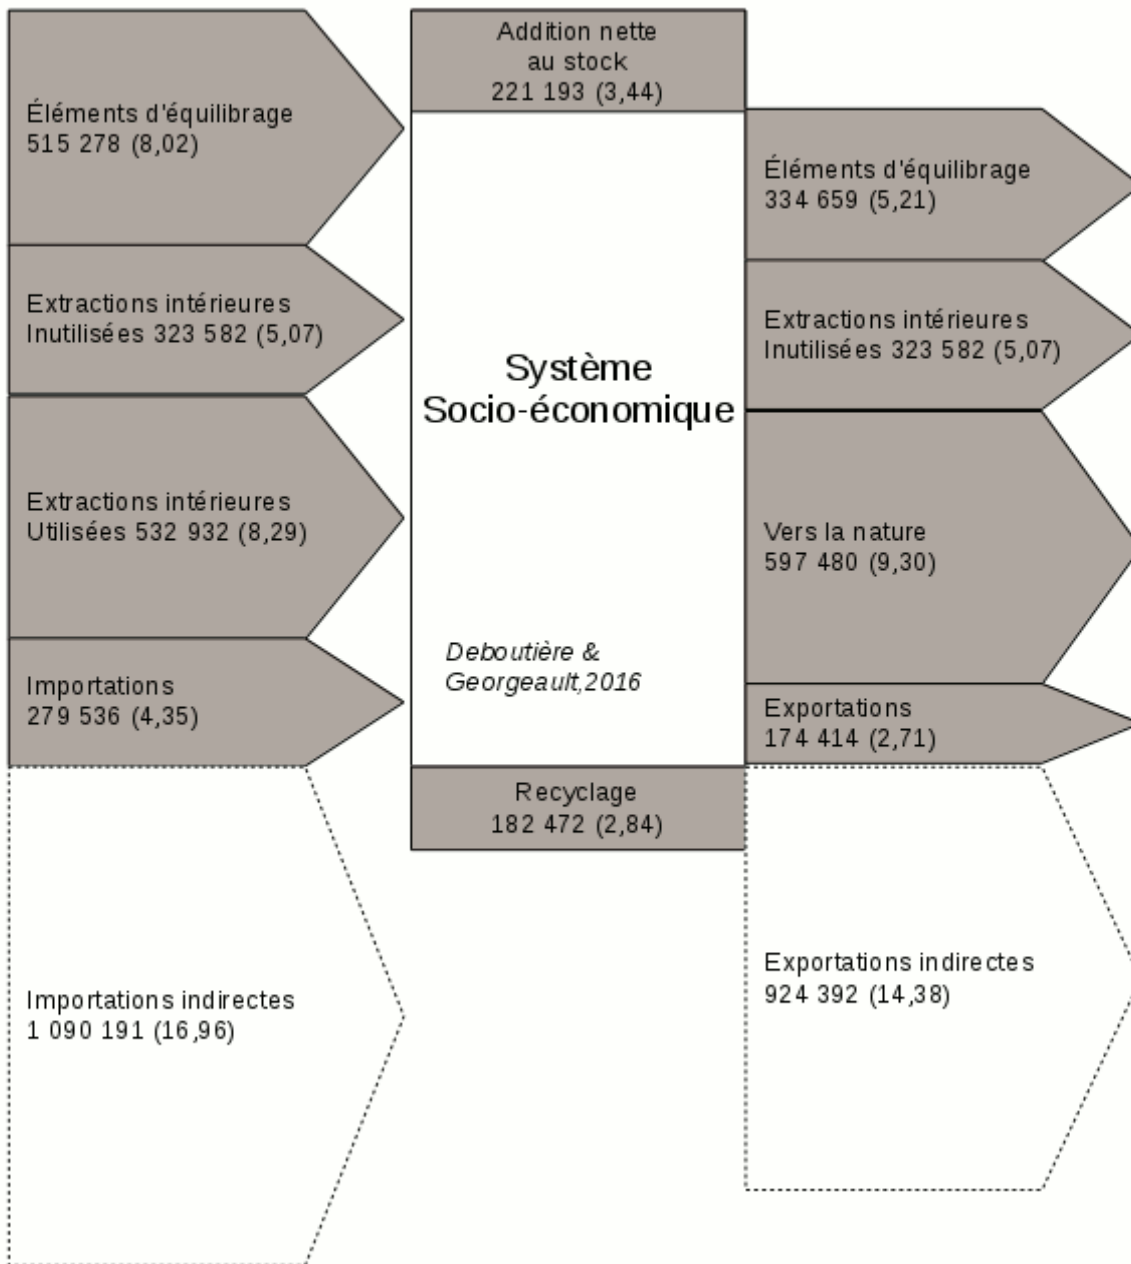 Éléments d'équilibrage
515 278 (8,02)
Extractions intérieures
Inutilisées 323 582 (5,07)
Extractions intérieures
Utilisées 532 932 (8,29)
Importations
279 536 (4,35)
Importations indirectes
1 090 191 (16,96)
Addition nette
au stock
221 193 (3,44)
Système
Socio-économique
Deboutière &
Georgeault,2016
Recyclage
182 472 (2,84)
Éléments d'équilibrage
334 659 (5,21)
Extractions intérieures
Inutilisées 323 582 (5,07)
Vers la nature
597 480 (9,30)
Exportations
174 414 (2,71)
Exportations indirectes
924 392 (14,38)